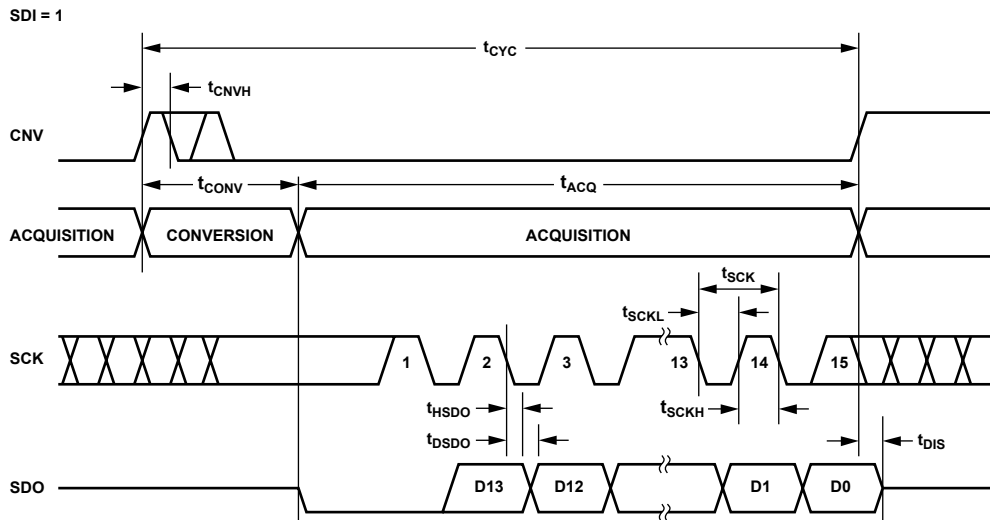 SDI = 1
tCYC
tCNVH
CNV
tCONV
tACQ
ACQUISITION
CONVERSION
ACQUISITION
tSCK
tSCKL
SCK
1
2
3
13
14
15
tHSDO
tSCKH
tDSDO
tDIS
SDO
D13
D12
D1
D0